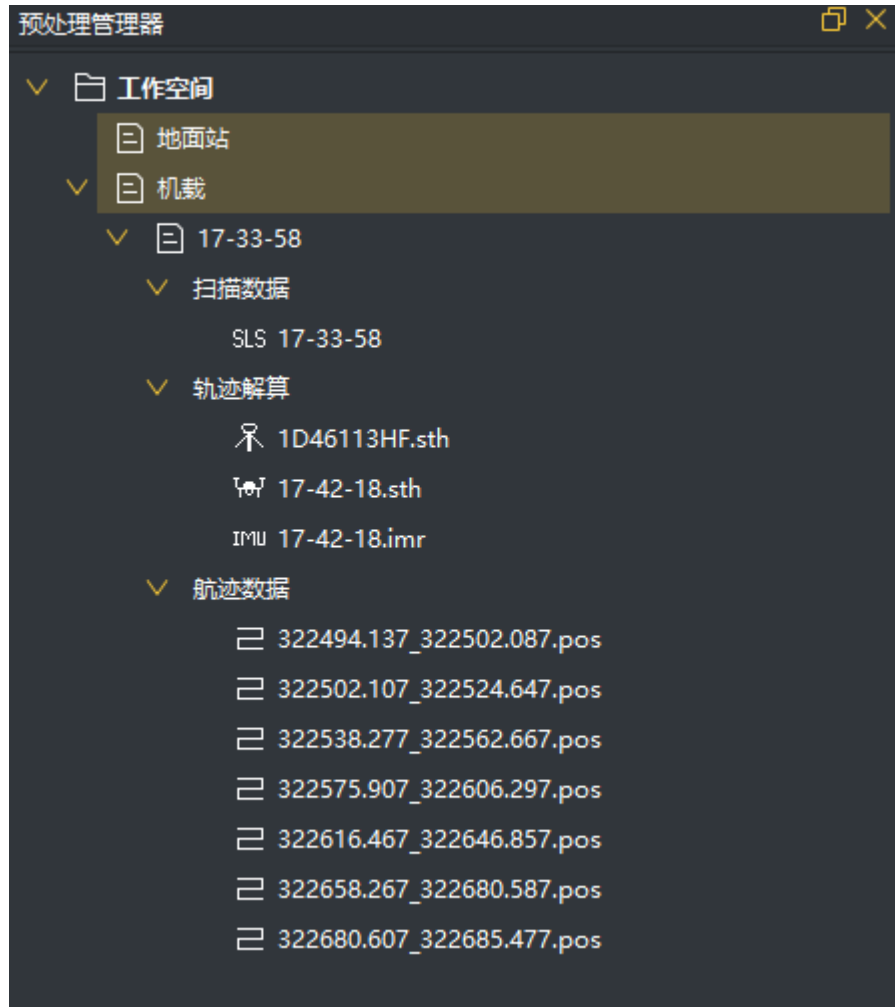 预处理管理器
工作空间
地面站
机载
17-33-58
扫描数据
SLS 17-33-58
轨迹解算
1D46113HF.sth
17-42-18.sth
IMU 17-42-18.imr
航迹数据
322494.137_322502.087.pos
322502.107_322524.647.pos
322538.277_322562.667.pos
322575.907_322606.297.pos
322616.467_322646.857.pos
322658.267_322680.587.pos
322680.607_322685.477.pos